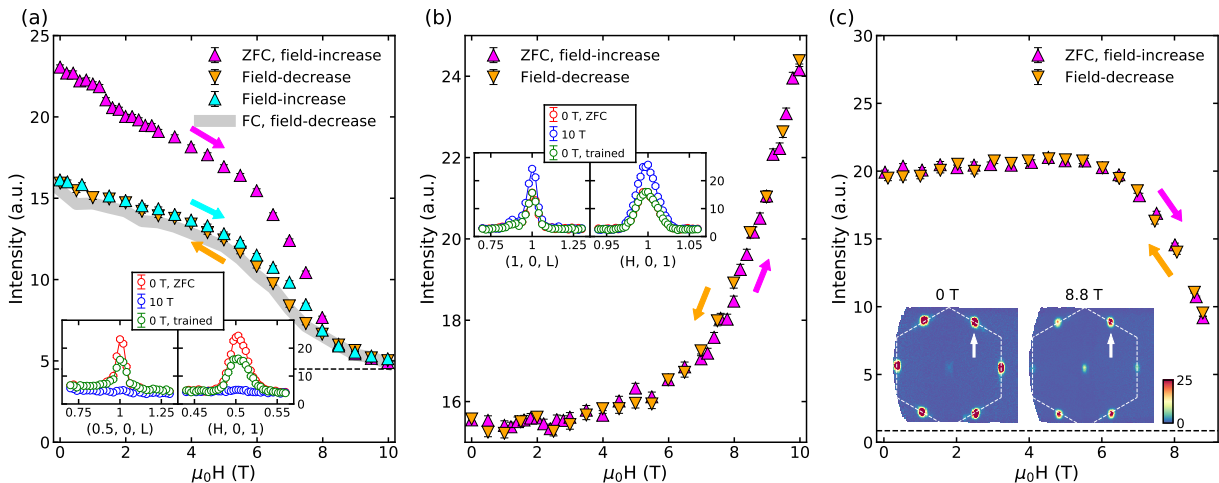 (a)
25
20
15
10
5
0
Intensity (a.u.)
ZFC, field-increase
Field-decrease
Field-increase
FC, field-decrease
0 T, ZFC
10 T
0 T, trained
20
10
0
0.75 1 1.25
0.45 0.5 0.55
(0.5, 0, L)
(H, 0, 1)
0 2 4 6 8 10
μ₀H (T)
(b)
24
22
20
18
16
Intensity (a.u.)
ZFC, field-increase
Field-decrease
0 T, ZFC
10 T
0 T, trained
20
10
0
0.75 1 1.25
0.95 1 1.05
(1, 0, L)
(H, 0, 1)
0 2 4 6 8 10
μ₀H (T)
(c)
30
25
20
15
10
5
0
Intensity (a.u.)
ZFC, field-increase
Field-decrease
0 T
8.8 T
25
0
0 2 4 6 8
μ₀H (T)